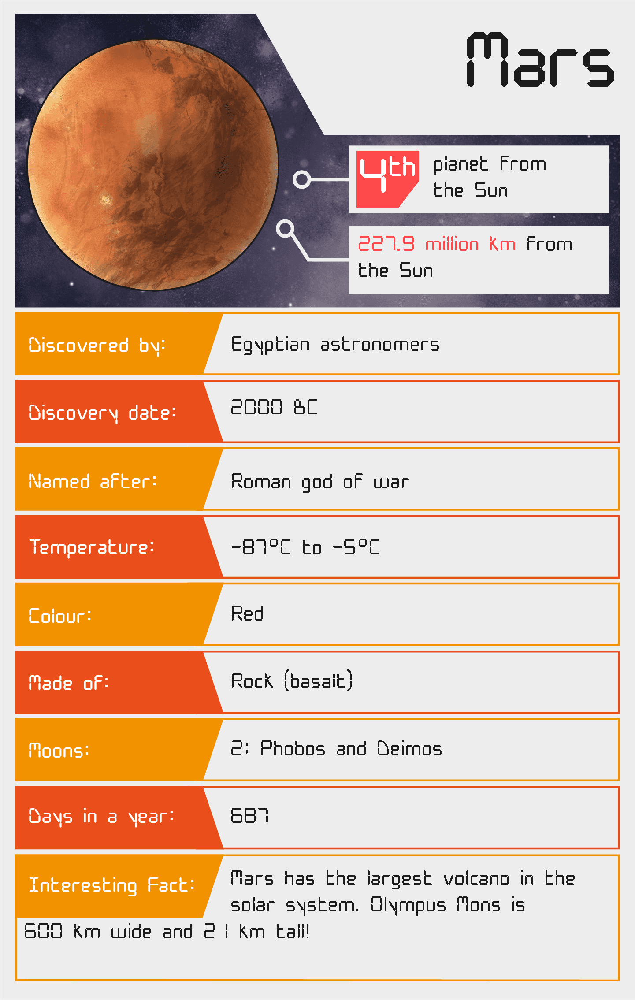 Mars
4th planet from
the Sun
227.9 million km from
the Sun
Discovered by: Egyptian astronomers
Discovery date: 2000 BC
Named after: Roman god of war
Temperature: -87°C to -5°C
Colour: Red
Made of: Rock (basalt)
Moons: 2; Phobos and Deimos
Days in a year: 687
Interesting Fact: Mars has the largest volcano in the
solar system. Olympus Mons is
600 km wide and 21 km tall!